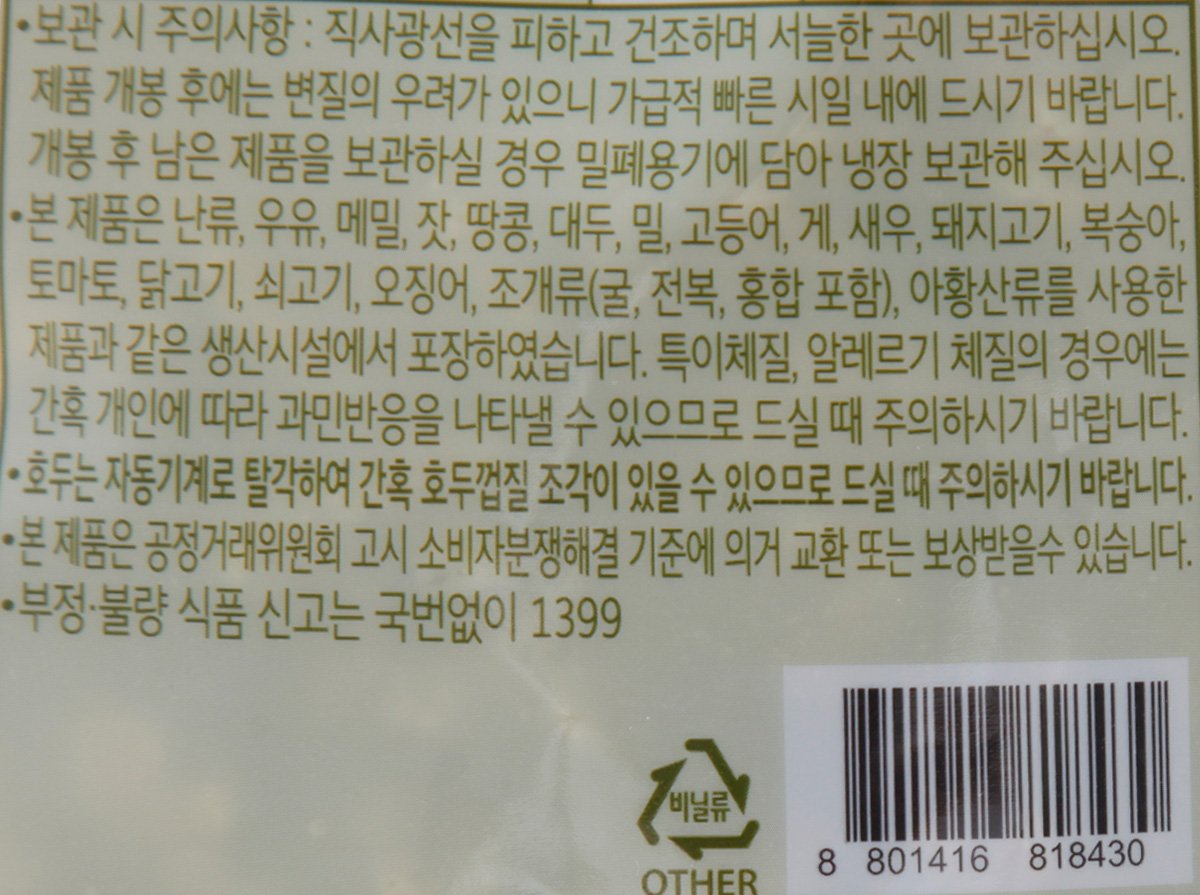 •보관 시 주의사항 : 직사광선을 피하고 건조하며 서늘한 곳에 보관하십시오.
제품 개봉 후에는 변질의 우려가 있으니 가급적 빠른 시일 내에 드시기 바랍니다.
개봉 후 남은 제품을 보관하실 경우 밀폐용기에 담아 냉장 보관해 주십시오.
•본 제품은 난류, 우유, 메밀, 잣, 땅콩, 대두, 밀, 고등어, 게, 새우, 돼지고기, 복숭아,
토마토, 닭고기, 쇠고기, 오징어, 조개류(굴, 전복, 홍합 포함), 아황산류를 사용한
제품과 같은 생산시설에서 포장하였습니다. 특이체질, 알레르기 체질의 경우에는
간혹 개인에 따라 과민반응을 나타낼 수 있으므로 드실 때 주의하시기 바랍니다.
•호두는 자동기계로 탈각하여 간혹 호두껍질 조각이 있을 수 있으므로 드실 때 주의하시기 바랍니다.
•본 제품은 공정거래위원회 고시 소비자분쟁해결 기준에 의거 교환 또는 보상받을수 있습니다.
•부정·불량 식품 신고는 국번없이 1399
비닐류
OTHER
8 801416 818430